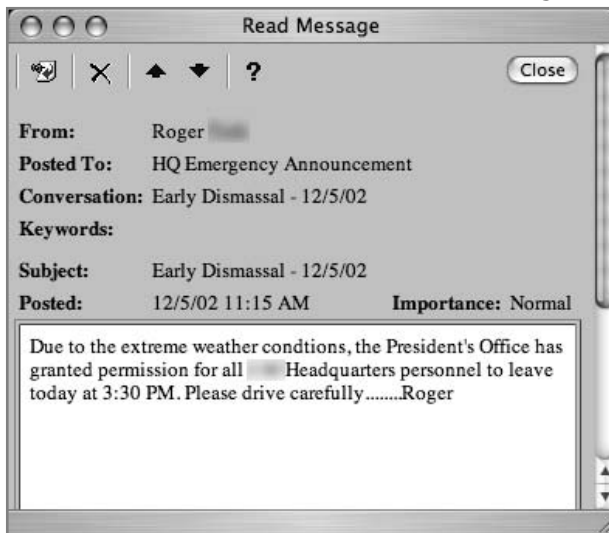 Read Message
? Close
From: Roger
Posted To: HQ Emergency Announcement
Conversation: Early Dismassal - 12/5/02
Keywords:
Subject: Early Dismassal - 12/5/02
Posted: 12/5/02 11:15 AM Importance: Normal
Due to the extreme weather condtions, the President's Office has
granted permission for all Headquarters personnel to leave
today at 3:30 PM. Please drive carefully........Roger